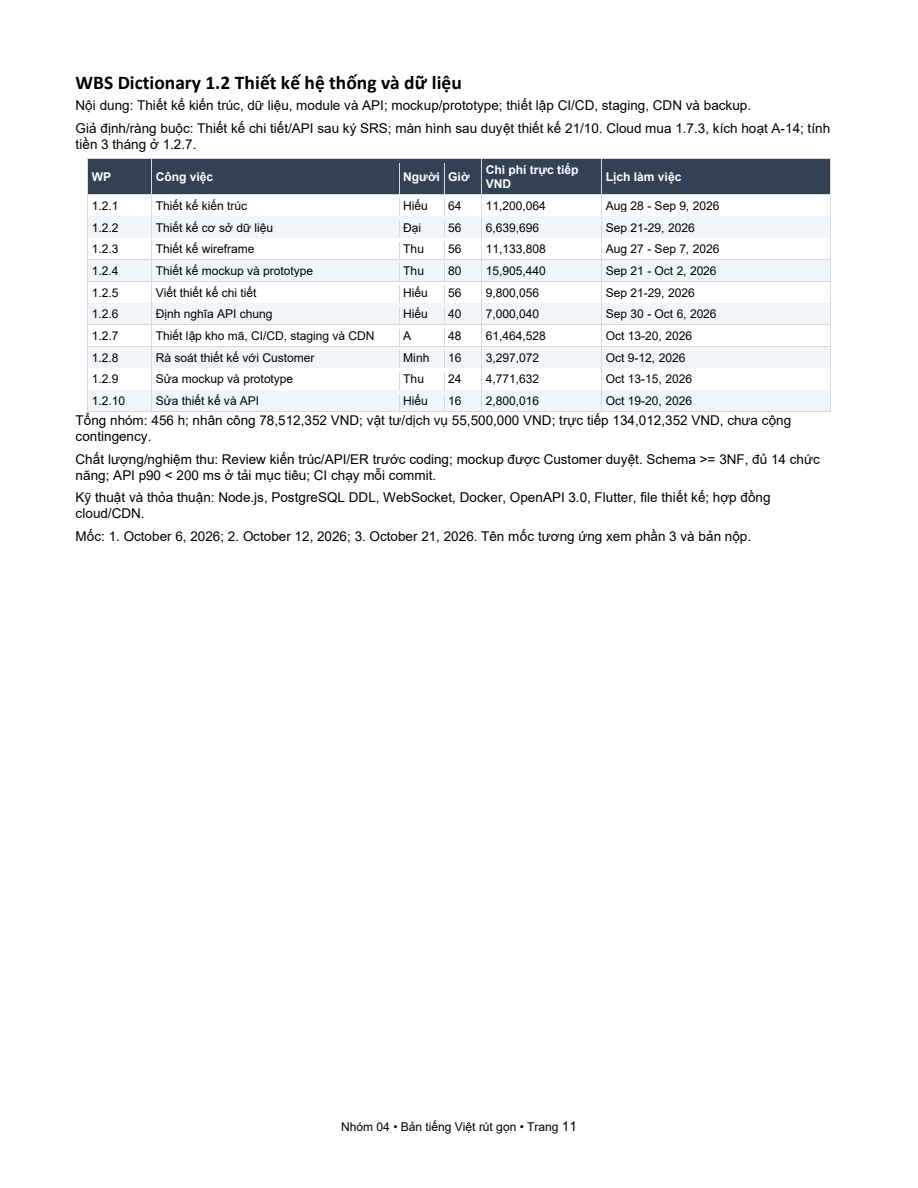 WBS Dictionary 1.2 Thiết kế hệ thống và dữ liệu
Nội dung: Thiết kế kiến trúc, dữ liệu, module và API; mockup/prototype; thiết lập CI/CD, staging, CDN và backup.
Giả định/ràng buộc: Thiết kế chi tiết/API sau ký SRS; màn hình sau duyệt thiết kế 21/10. Cloud mua 1.7.3, kích hoạt A-14; tính
tiền 3 tháng ở 1.2.7.
WP Công việc Người Giờ Chi phí trực tiếp VND Lịch làm việc
1.2.1 Thiết kế kiến trúc Hiếu 64 11,200,064 Aug 28 - Sep 9, 2026
1.2.2 Thiết kế cơ sở dữ liệu Đại 56 6,639,696 Sep 21-29, 2026
1.2.3 Thiết kế wireframe Thu 56 11,133,808 Aug 27 - Sep 7, 2026
1.2.4 Thiết kế mockup và prototype Thu 80 15,905,440 Sep 21 - Oct 2, 2026
1.2.5 Viết thiết kế chi tiết Hiếu 56 9,800,056 Sep 21-29, 2026
1.2.6 Định nghĩa API chung Hiếu 40 7,000,040 Sep 30 - Oct 6, 2026
1.2.7 Thiết lập kho mã, CI/CD, staging và CDN A 48 61,464,528 Oct 13-20, 2026
1.2.8 Rà soát thiết kế với Customer Minh 16 3,297,072 Oct 9-12, 2026
1.2.9 Sửa mockup và prototype Thu 24 4,771,632 Oct 13-15, 2026
1.2.10 Sửa thiết kế và API Hiếu 16 2,800,016 Oct 19-20, 2026
Tổng nhóm: 456 h; nhân công 78,512,352 VND; vật tư/dịch vụ 55,500,000 VND; trực tiếp 134,012,352 VND, chưa cộng
contingency.
Chất lượng/nghiệm thu: Review kiến trúc/API/ER trước coding; mockup được Customer duyệt. Schema >= 3NF, đủ 14 chức
năng; API p90 < 200 ms ở tải mục tiêu; CI chạy mỗi commit.
Kỹ thuật và thỏa thuận: Node.js, PostgreSQL DDL, WebSocket, Docker, OpenAPI 3.0, Flutter, file thiết kế; hợp đồng
cloud/CDN.
Mốc: 1. October 6, 2026; 2. October 12, 2026; 3. October 21, 2026. Tên mốc tương ứng xem phần 3 và bản nộp.
Nhóm 04 • Bản tiếng Việt rút gọn • Trang 11